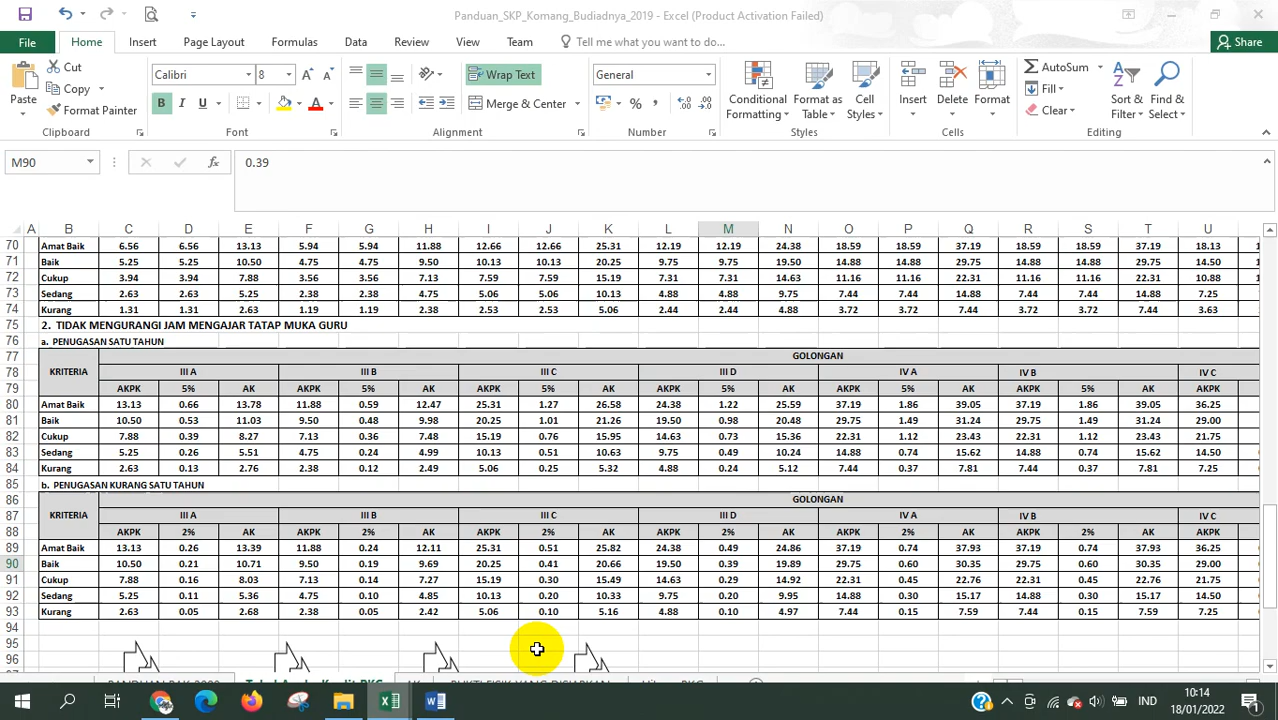 Panduan_SKP_Komang_Budiadnya_2019 - Excel (Product Activation Failed)
File Home Insert Page Layout Formulas Data Review View Team Tell me what you want to do... Share
Cut
Copy
Format Painter
Paste
Calibri 8
B I U
Wrap Text
Merge & Center
General
Conditional Formatting
Format as Table
Cell Styles
Insert Delete Format
AutoSum
Fill
Clear
Sort & Filter
Find & Select
Clipboard Font Alignment Number Styles Cells Editing
M90 fx 0.39
A B C D E F G H I J K L M N O P Q R S T U
70 Amat Baik 6.56 6.56 13.13 5.94 5.94 11.88 12.66 12.66 25.31 12.19 12.19 24.38 18.59 18.59 37.19 18.59 18.59 37.19 18.13
71 Baik 5.25 5.25 10.50 4.75 4.75 9.50 10.13 10.13 20.25 9.75 9.75 19.50 14.88 14.88 29.75 14.88 14.88 29.75 14.50
72 Cukup 3.94 3.94 7.88 3.56 3.56 7.13 7.59 7.59 15.19 7.31 7.31 14.63 11.16 11.16 22.31 11.16 11.16 22.31 10.88
73 Sedang 2.63 2.63 5.25 2.38 2.38 4.75 5.06 5.06 10.13 4.88 4.88 9.75 7.44 7.44 14.88 7.44 7.44 14.88 7.25
74 Kurang 1.31 1.31 2.63 1.19 1.19 2.38 2.53 2.53 5.06 2.44 2.44 4.88 3.72 3.72 7.44 3.72 3.72 7.44 3.63
75 2. TIDAK MENGURANGI JAM MENGAJAR TATAP MUKA GURU
76 a. PENUGASAN SATU TAHUN
77 GOLONGAN
78 KRITERIA III A III B III C III D IV A IV B IV C
79 AKPK 5% AK AKPK 5% AK AKPK 5% AK AKPK 5% AK AKPK 5% AK AKPK 5% AK AKPK
80 Amat Baik 13.13 0.66 13.78 11.88 0.59 12.47 25.31 1.27 26.58 24.38 1.22 25.59 37.19 1.86 39.05 37.19 1.86 39.05 36.25
81 Baik 10.50 0.53 11.03 9.50 0.48 9.98 20.25 1.01 21.26 19.50 0.98 20.48 29.75 1.49 31.24 29.75 1.49 31.24 29.00
82 Cukup 7.88 0.39 8.27 7.13 0.36 7.48 15.19 0.76 15.95 14.63 0.73 15.36 22.31 1.12 23.43 22.31 1.12 23.43 21.75
83 Sedang 5.25 0.26 5.51 4.75 0.24 4.99 10.13 0.51 10.63 9.75 0.49 10.24 14.88 0.74 15.62 14.88 0.74 15.62 14.50
84 Kurang 2.63 0.13 2.76 2.38 0.12 2.49 5.06 0.25 5.32 4.88 0.24 5.12 7.44 0.37 7.81 7.44 0.37 7.81 7.25
85 b. PENUGASAN KURANG SATU TAHUN
86 GOLONGAN
87 KRITERIA III A III B III C III D IV A IV B IV C
88 AKPK 2% AK AKPK 2% AK AKPK 2% AK AKPK 2% AK AKPK 2% AK AKPK 2% AK AKPK
89 Amat Baik 13.13 0.26 13.39 11.88 0.24 12.11 25.31 0.51 25.82 24.38 0.49 24.86 37.19 0.74 37.93 37.19 0.74 37.93 36.25
90 Baik 10.50 0.21 10.71 9.50 0.19 9.69 20.25 0.41 20.66 19.50 0.39 19.89 29.75 0.60 30.35 29.75 0.60 30.35 29.00
91 Cukup 7.88 0.16 8.03 7.13 0.14 7.27 15.19 0.30 15.49 14.63 0.29 14.92 22.31 0.45 22.76 22.31 0.45 22.76 21.75
92 Sedang 5.25 0.11 5.36 4.75 0.10 4.85 10.13 0.20 10.33 9.75 0.20 9.95 14.88 0.30 15.17 14.88 0.30 15.17 14.50
93 Kurang 2.63 0.05 2.68 2.38 0.05 2.42 5.06 0.10 5.16 4.88 0.10 4.97 7.44 0.15 7.59 7.44 0.15 7.59 7.25
94
95
96
IND 10:14
18/01/2022